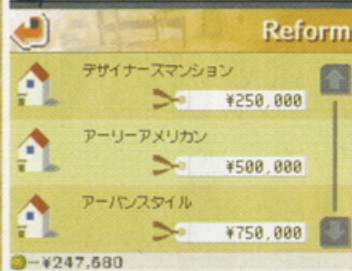 Reform
デザイナーズマンション
¥250,000
アーリーアメリカン
¥500,000
アーバンスタイル
¥750,000
-¥247,680